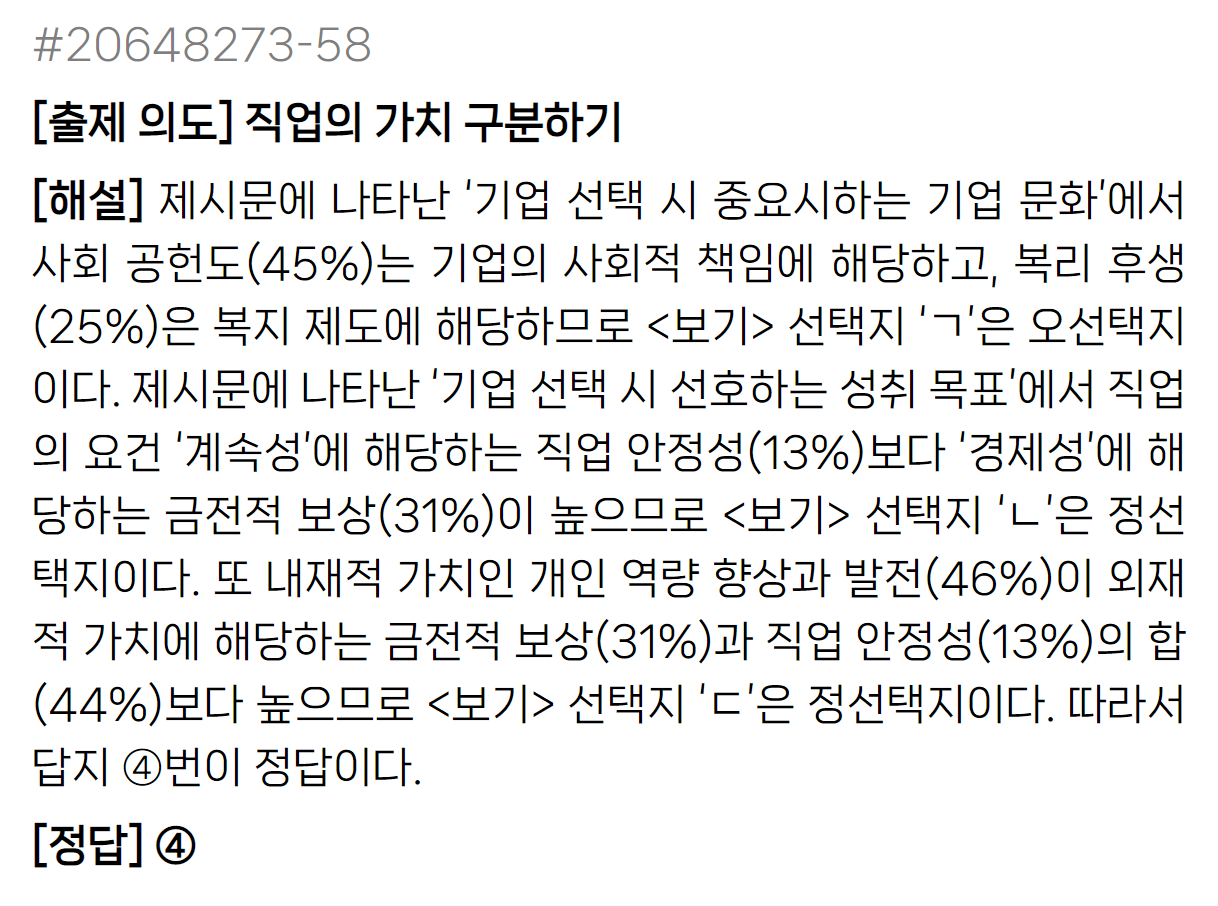 #20648273-58
[출제 의도] 직업의 가치 구분하기
[해설] 제시문에 나타난 '기업 선택 시 중요시하는 기업 문화'에서
사회 공헌도(45%)는 기업의 사회적 책임에 해당하고, 복리 후생
(25%)은 복지 제도에 해당하므로 <보기> 선택지 'ㄱ'은 오선택지
이다. 제시문에 나타난 '기업 선택 시 선호하는 성취 목표'에서 직업
의 요건 '계속성'에 해당하는 직업 안정성(13%)보다 '경제성'에 해
당하는 금전적 보상(31%)이 높으므로 <보기> 선택지 'ㄴ'은 정선
택지이다. 또 내재적 가치인 개인 역량 향상과 발전(46%)이 외재
적 가치에 해당하는 금전적 보상(31%)과 직업 안정성(13%)의 합
(44%)보다 높으므로 <보기> 선택지 'ㄷ'은 정선택지이다. 따라서
답지 ④번이 정답이다.
[정답] ④